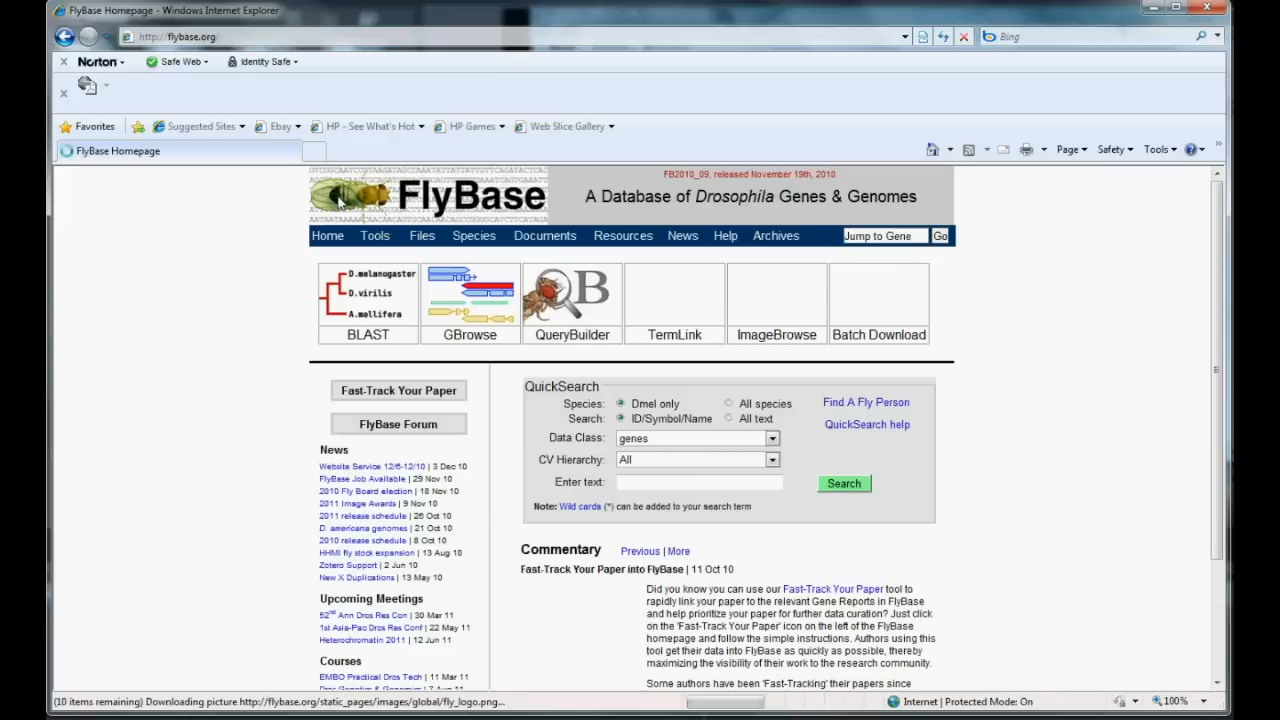 FlyBase Homepage - Windows Internet Explorer
http://flybase.org/
Bing
Norton
Safe Web
Identity Safe
Favorites
Suggested Sites
Ebay
HP - See What's Hot
HP Games
Web Slice Gallery
FlyBase Homepage
Page
Safety
Tools
FlyBase
FB2010_09, released November 19th, 2010
A Database of Drosophila Genes & Genomes
Home Tools Files Species Documents Resources News Help Archives
Jump to Gene Go
D.melanogaster
D.virilis
A.mellifera
QB
BLAST GBrowse QueryBuilder TermLink ImageBrowse Batch Download
Fast-Track Your Paper
FlyBase Forum
News
Website Service 12/6-12/10 | 3 Dec 10
FlyBase Job Available | 29 Nov 10
2010 Fly Board election | 18 Nov 10
2011 Image Awards | 9 Nov 10
2011 release schedule | 26 Oct 10
D. americana genomes | 21 Oct 10
2010 release schedule | 8 Oct 10
HHMI fly stock expansion | 13 Aug 10
Zotero Support | 2 Jun 10
New X Duplications | 13 May 10
Upcoming Meetings
52nd Ann Dros Res Con | 30 Mar 11
1st Asia-Pac Dros Res Conf | 22 May 11
Heterochromatin 2011 | 12 Jun 11
Courses
EMBO Practical Dros Tech | 11 Mar 11
QuickSearch
Species: Dmel only All species
Find A Fly Person
Search: ID/Symbol/Name All text
QuickSearch help
Data Class: genes
CV Hierarchy: All
Enter text:
Search
Note: Wild cards (*) can be added to your search term
Commentary Previous | More
Fast-Track Your Paper into FlyBase | 11 Oct 10
Did you know you can use our Fast-Track Your Paper tool to
rapidly link your paper to the relevant Gene Reports in FlyBase
and help prioritize your paper for further data curation? Just click
on the 'Fast-Track Your Paper' icon on the left of the FlyBase
homepage and follow the simple instructions. Authors using this
tool get their data into FlyBase as quickly as possible, thereby
maximizing the visibility of their work to the research community.
Some authors have been 'Fast-Tracking' their papers since
(10 items remaining) Downloading picture http://flybase.org/static_pages/images/global/fly_logo.png...
Internet | Protected Mode: On
100%